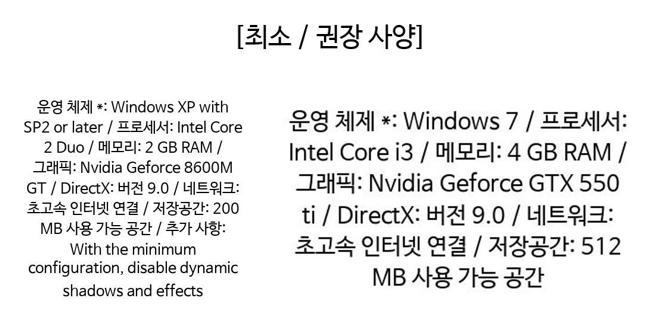 [최소 / 권장 사양]
운영 체제 *: Windows XP with
SP2 or later / 프로세서: Intel Core
2 Duo / 메모리: 2 GB RAM /
그래픽: Nvidia Geforce 8600M
GT / DirectX: 버전 9.0 / 네트워크:
초고속 인터넷 연결 / 저장공간: 200
MB 사용 가능 공간 / 추가 사항:
With the minimum
configuration, disable dynamic
shadows and effects
운영 체제 *: Windows 7 / 프로세서:
Intel Core i3 / 메모리: 4 GB RAM /
그래픽: Nvidia Geforce GTX 550
ti / DirectX: 버전 9.0 / 네트워크:
초고속 인터넷 연결 / 저장공간: 512
MB 사용 가능 공간